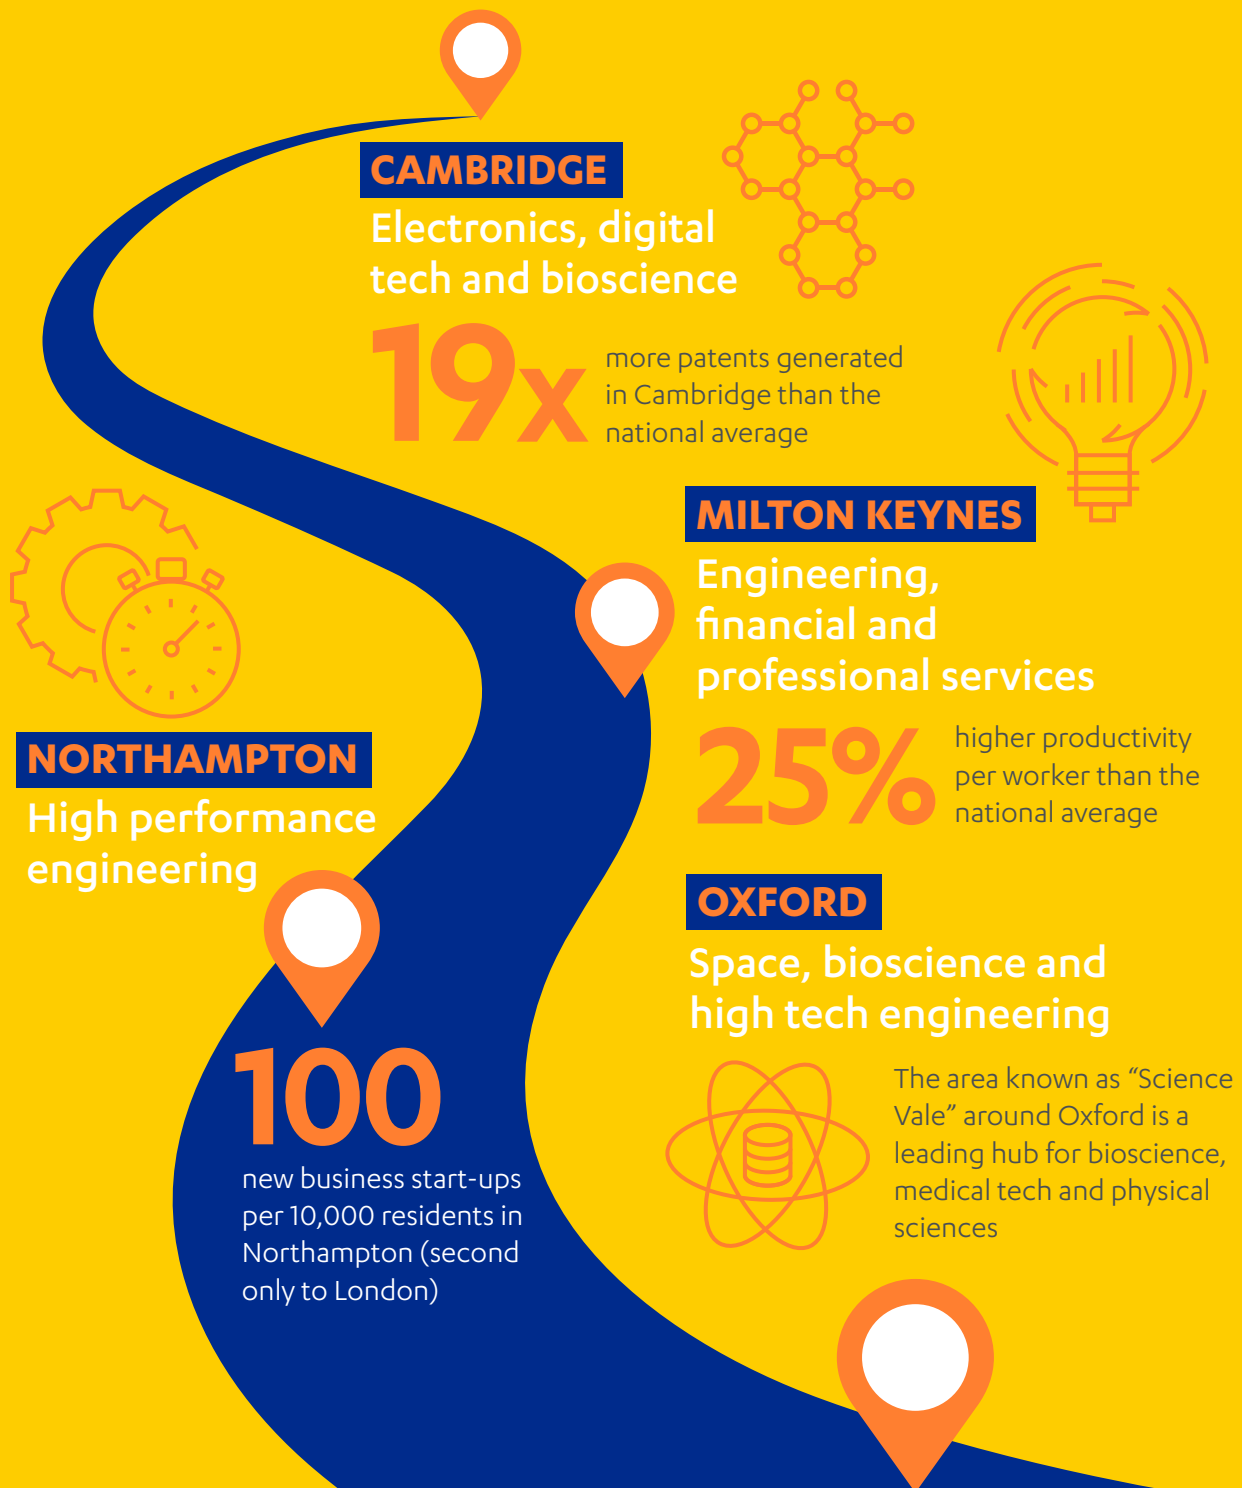 CAMBRIDGE
Electronics, digital
tech and bioscience
19x
more patents generated
in Cambridge than the
national average
MILTON KEYNES
Engineering,
financial and
professional services
25%
higher productivity
per worker than the
national average
NORTHAMPTON
High performance
engineering
100
new business start-ups
per 10,000 residents in
Northampton (second
only to London)
OXFORD
Space, bioscience and
high tech engineering
The area known as “Science
Vale” around Oxford is a
leading hub for bioscience,
medical tech and physical
sciences